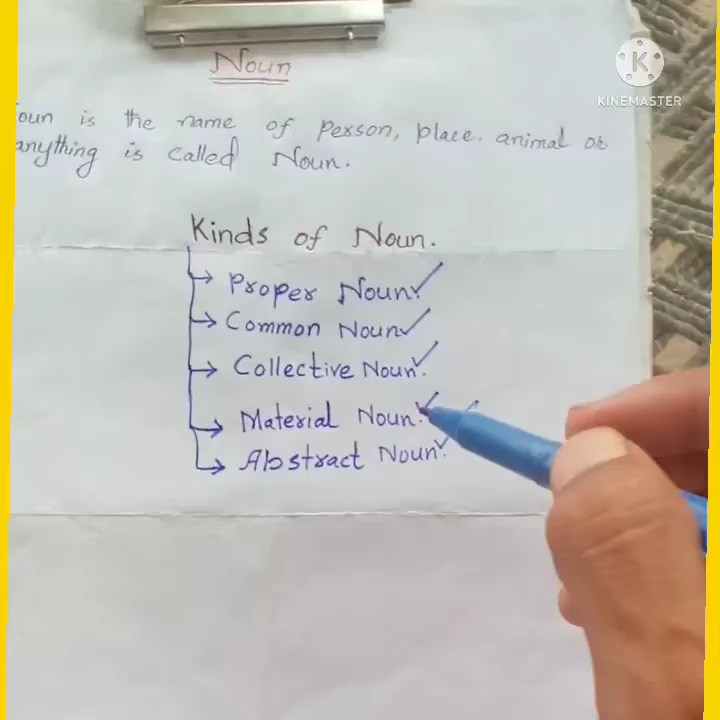 Noun
oun is the name of person, place. animal or
anything is called Noun.
Kinds of Noun.
Proper Noun.
Common Noun
Collective Noun.
Material Noun.
Abstract Noun.
K
KINEMASTER